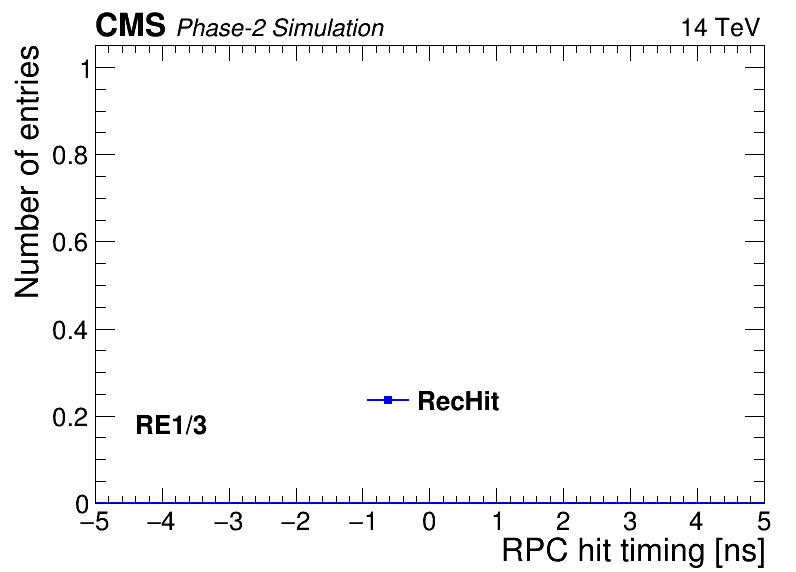 CMS Phase-2 Simulation 14 TeV
Number of entries
1
0.8
0.6
0.4
0.2
0
RecHit
RE1/3
−5 −4 −3 −2 −1 0 1 2 3 4 5
RPC hit timing [ns]